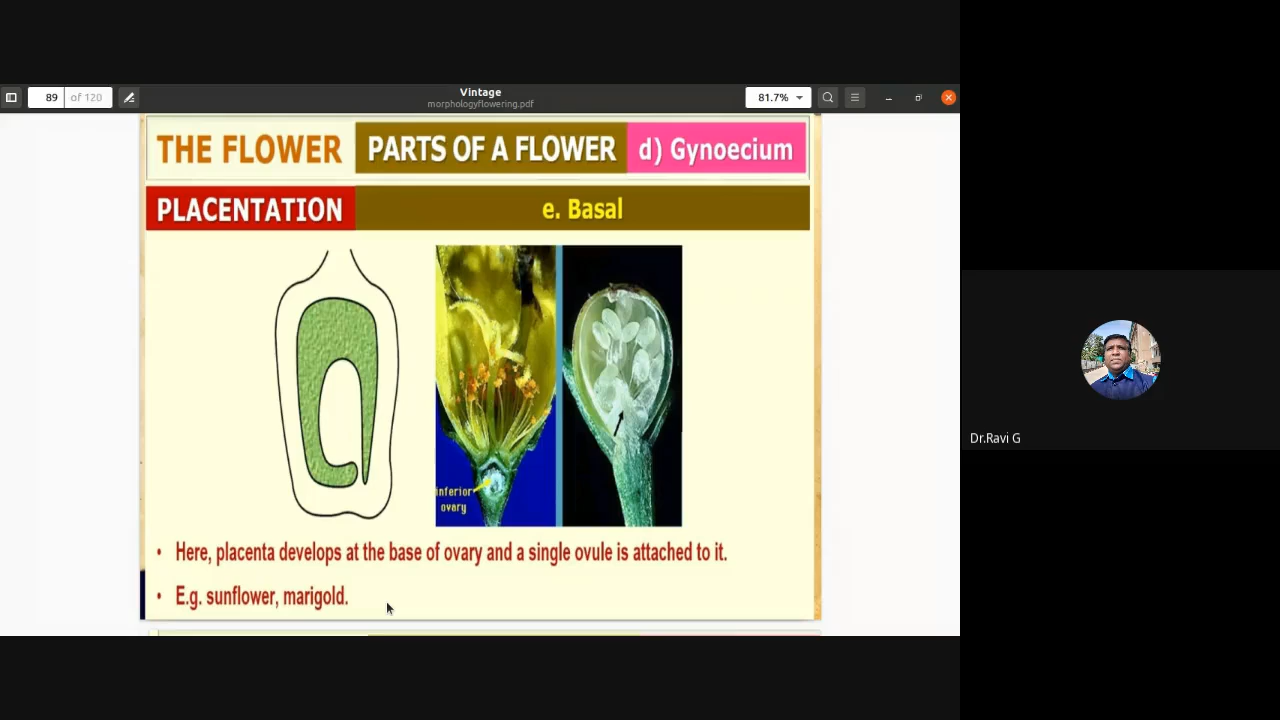 89 of 120
Vintage
morphologyflowering.pdf
81.7%
THE FLOWER PARTS OF A FLOWER d) Gynoecium
PLACENTATION e. Basal
inferior
ovary
• Here, placenta develops at the base of ovary and a single ovule is attached to it.
• E.g. sunflower, marigold.
Dr.Ravi G